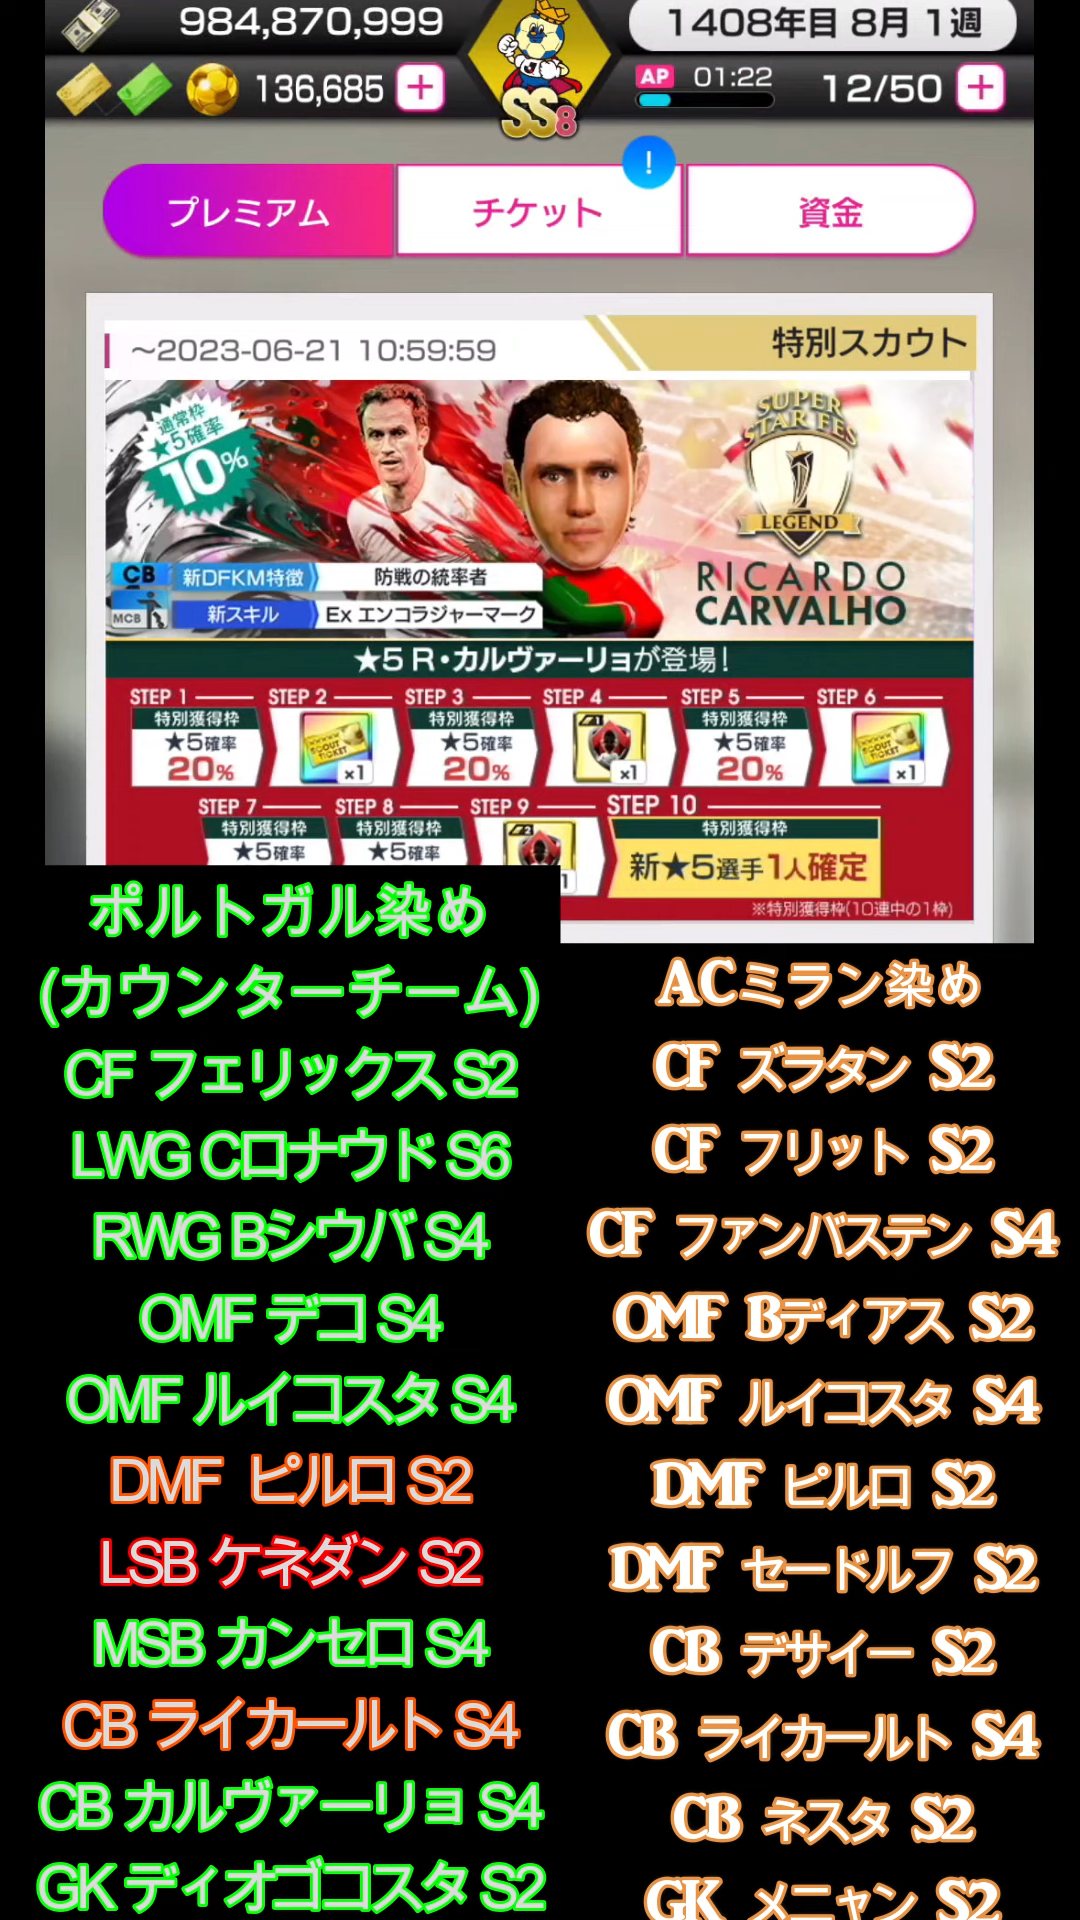 984,870,999
1408年目 8月 1週
136,685
AP 01:22
12/50
SS8
プレミアム
チケット
!
資金
～2023-06-21 10:59:59
特別スカウト
通常枠
★5確率
10%
SUPER
STAR FES
LEGEND
CB 新DFKM特徴 防戦の統率者
MCB 新スキル Ex エンコラジャーマーク
RICARDO
CARVALHO
★5 R・カルヴァーリョが登場!
STEP 1 STEP 2 STEP 3 STEP 4 STEP 5 STEP 6
特別獲得枠 特別獲得枠 特別獲得枠
★5確率 SCOUT TICKET ★5確率 1 ★5確率 SCOUT TICKET
20% x1 20% x1 20% x1
STEP 7 STEP 8 STEP 9 STEP 10
特別獲得枠 特別獲得枠 2 特別獲得枠
★5確率 ★5確率 新★5選手1人確定
※特別獲得枠(10連中の1枠)
ポルトガル染め
(カウンターチーム)
CF フェリックス S2
LWG Cロナウド S6
RWG Bシウバ S4
OMF デコ S4
OMF ルイコスタ S4
DMF ピルロ S2
LSB ケネダン S2
MSB カンセロ S4
CB ライカールト S4
CB カルヴァーリョ S4
GK ディオゴコスタ S2
ACミラン染め
CF ズラタン S2
CF フリット S2
CF ファンバステン S4
OMF Bディアス S2
OMF ルイコスタ S4
DMF ピルロ S2
DMF セードルフ S2
CB デサイー S2
CB ライカールト S4
CB ネスタ S2
GK メニャン S2